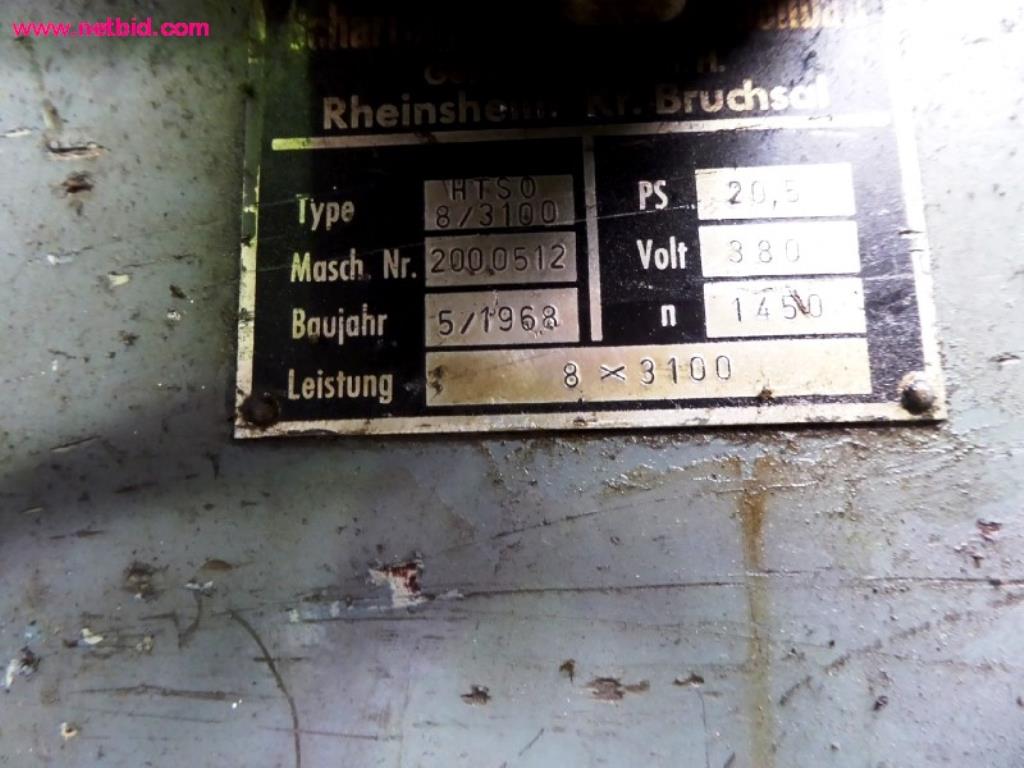 www.netbid.com
Rheinsheim. Kr. Bruchsal
Type HTSO 8/3100
Masch. Nr. 2000512
Baujahr 5/1968
PS 20,5
Volt 380
n 1450
Leistung 8 × 3100